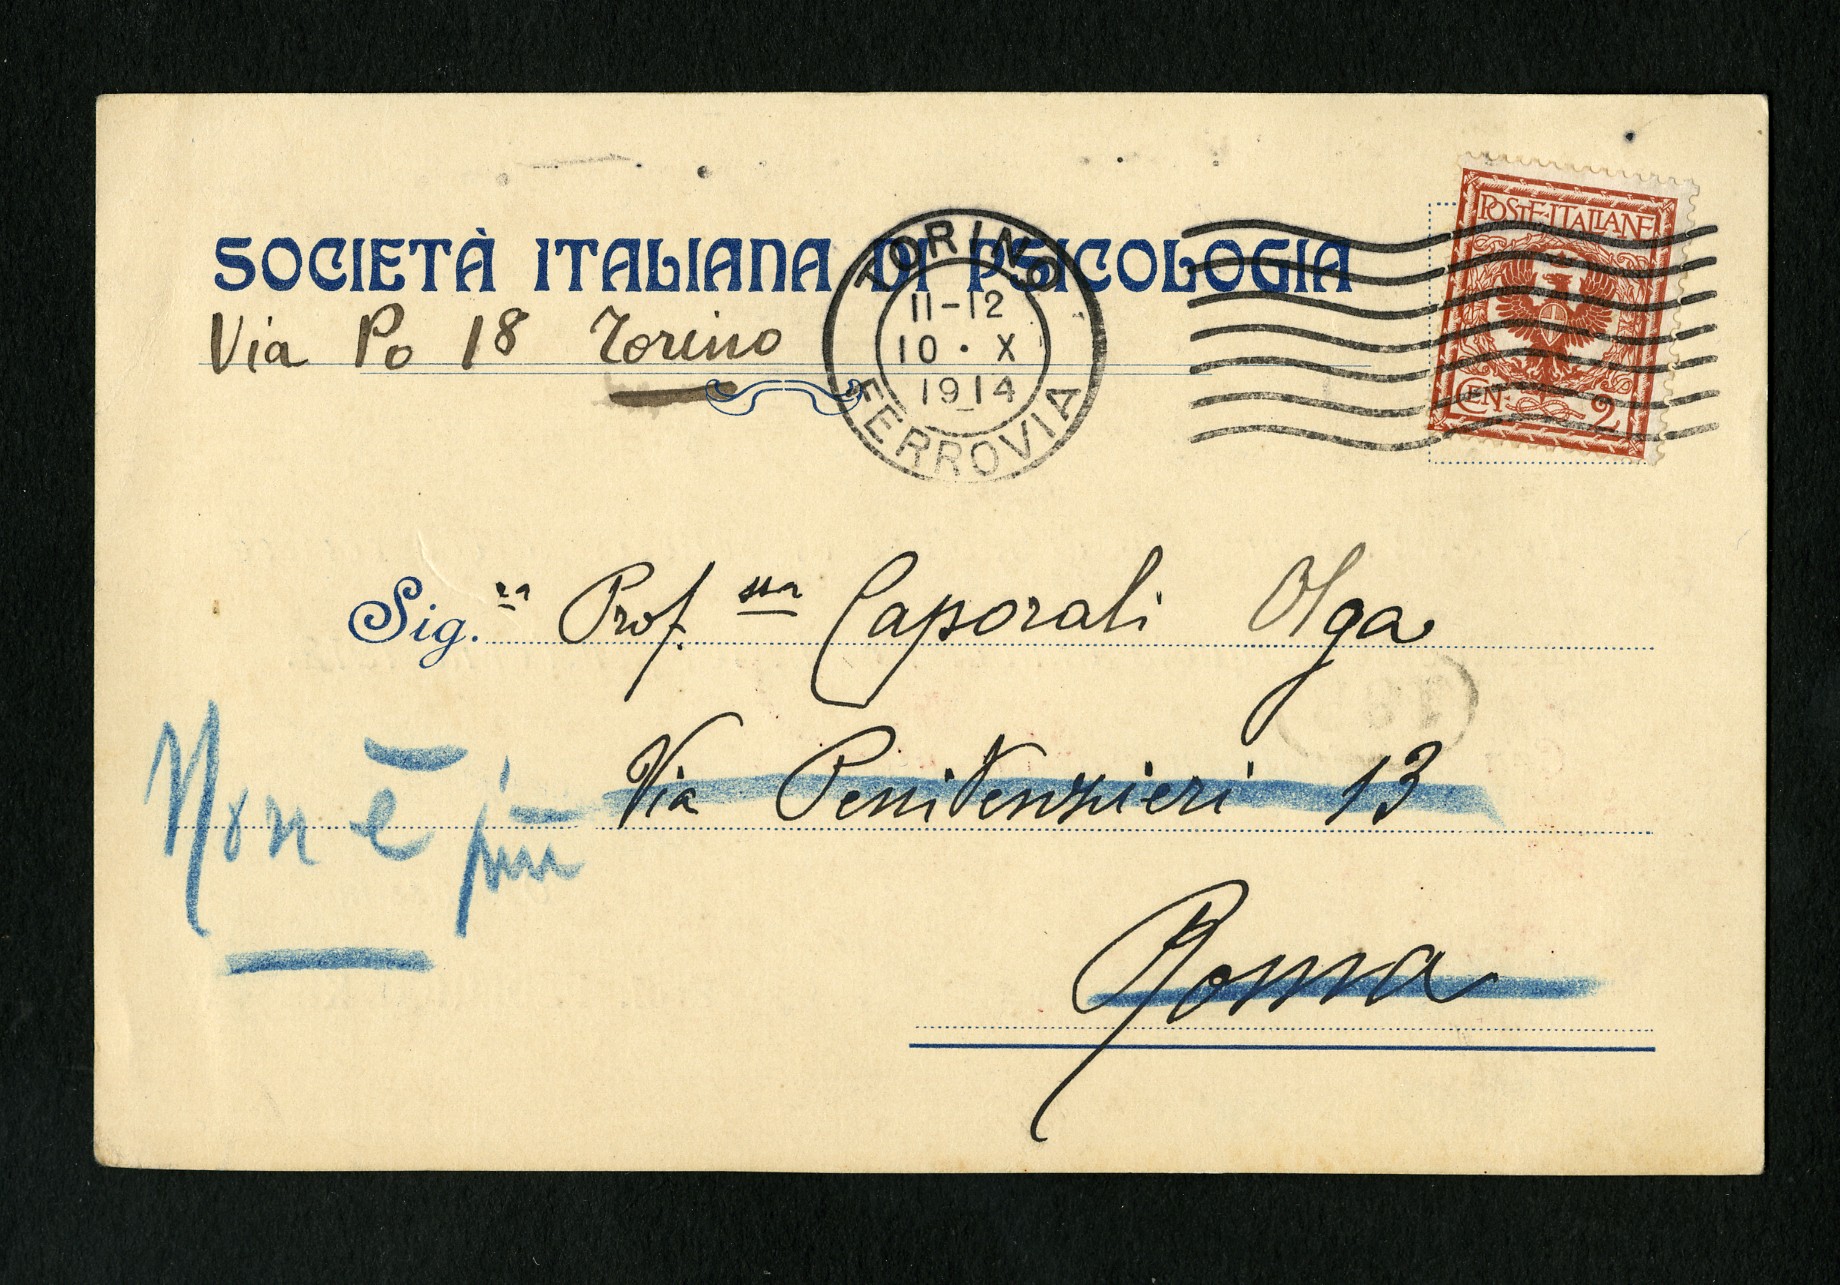 SOCIETÀ ITALIANA DI PSICOLOGIA
Via Po 18 Torino
TORINO
11-12
10 · X
1914
FERROVIA
POSTE·ITALIANE
CEN. 2
Sig.ra Prof.ssa Caporali Olga
Via Penitenzieri 13
Non è più
Roma